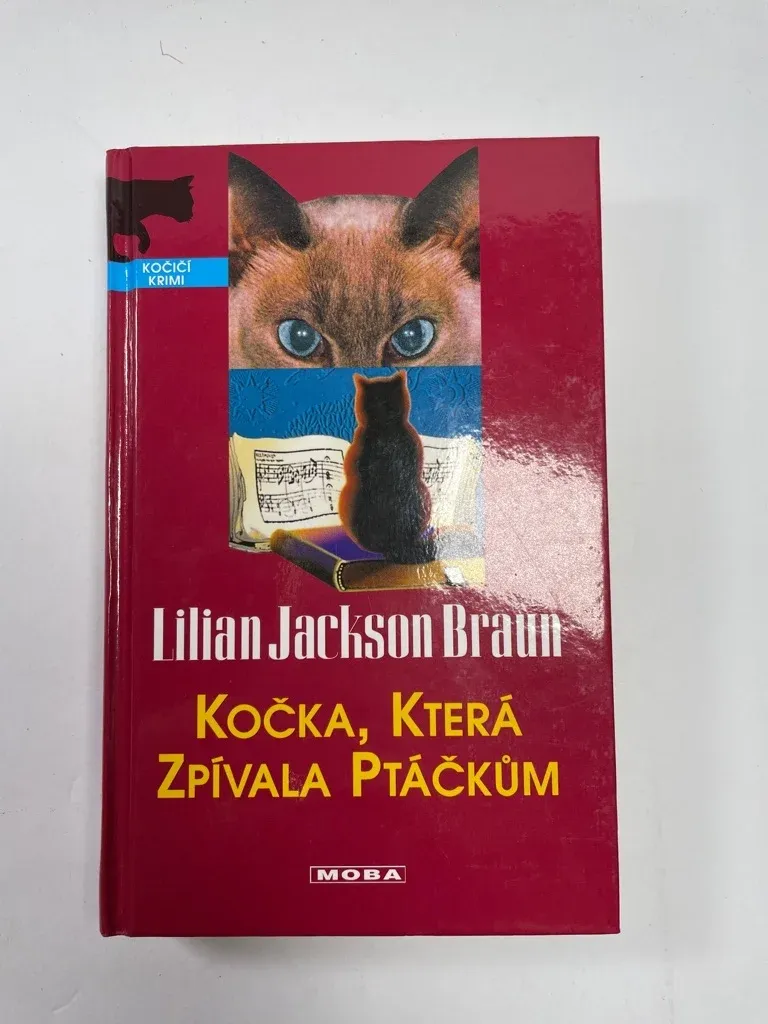 KOČIČÍ
KRIMI
Lilian Jackson Braun
KOČKA, KTERÁ
ZPÍVALA PTÁČKŮM
MOBA